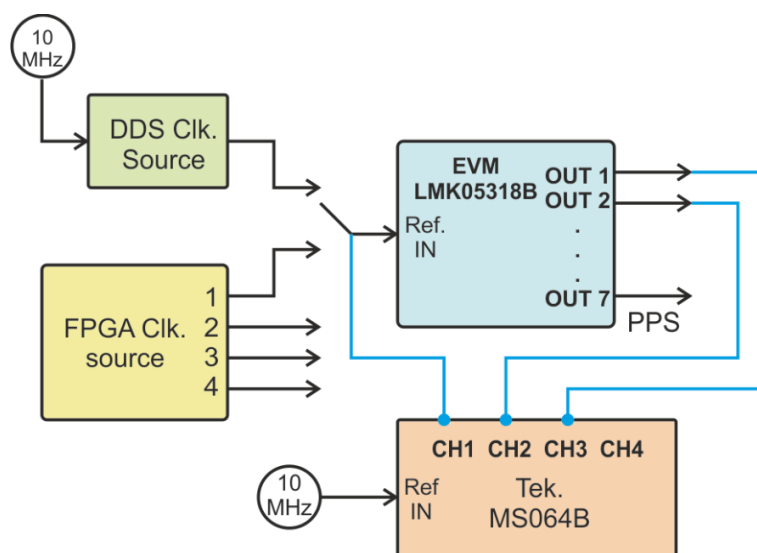 10
MHz
DDS Clk.
Source
EVM
LMK05318B
OUT 1
OUT 2
.
.
.
OUT 7
Ref.
IN
PPS
FPGA Clk.
source
1
2
3
4
CH1 CH2 CH3 CH4
10
MHz
Ref
IN
Tek.
MS064B